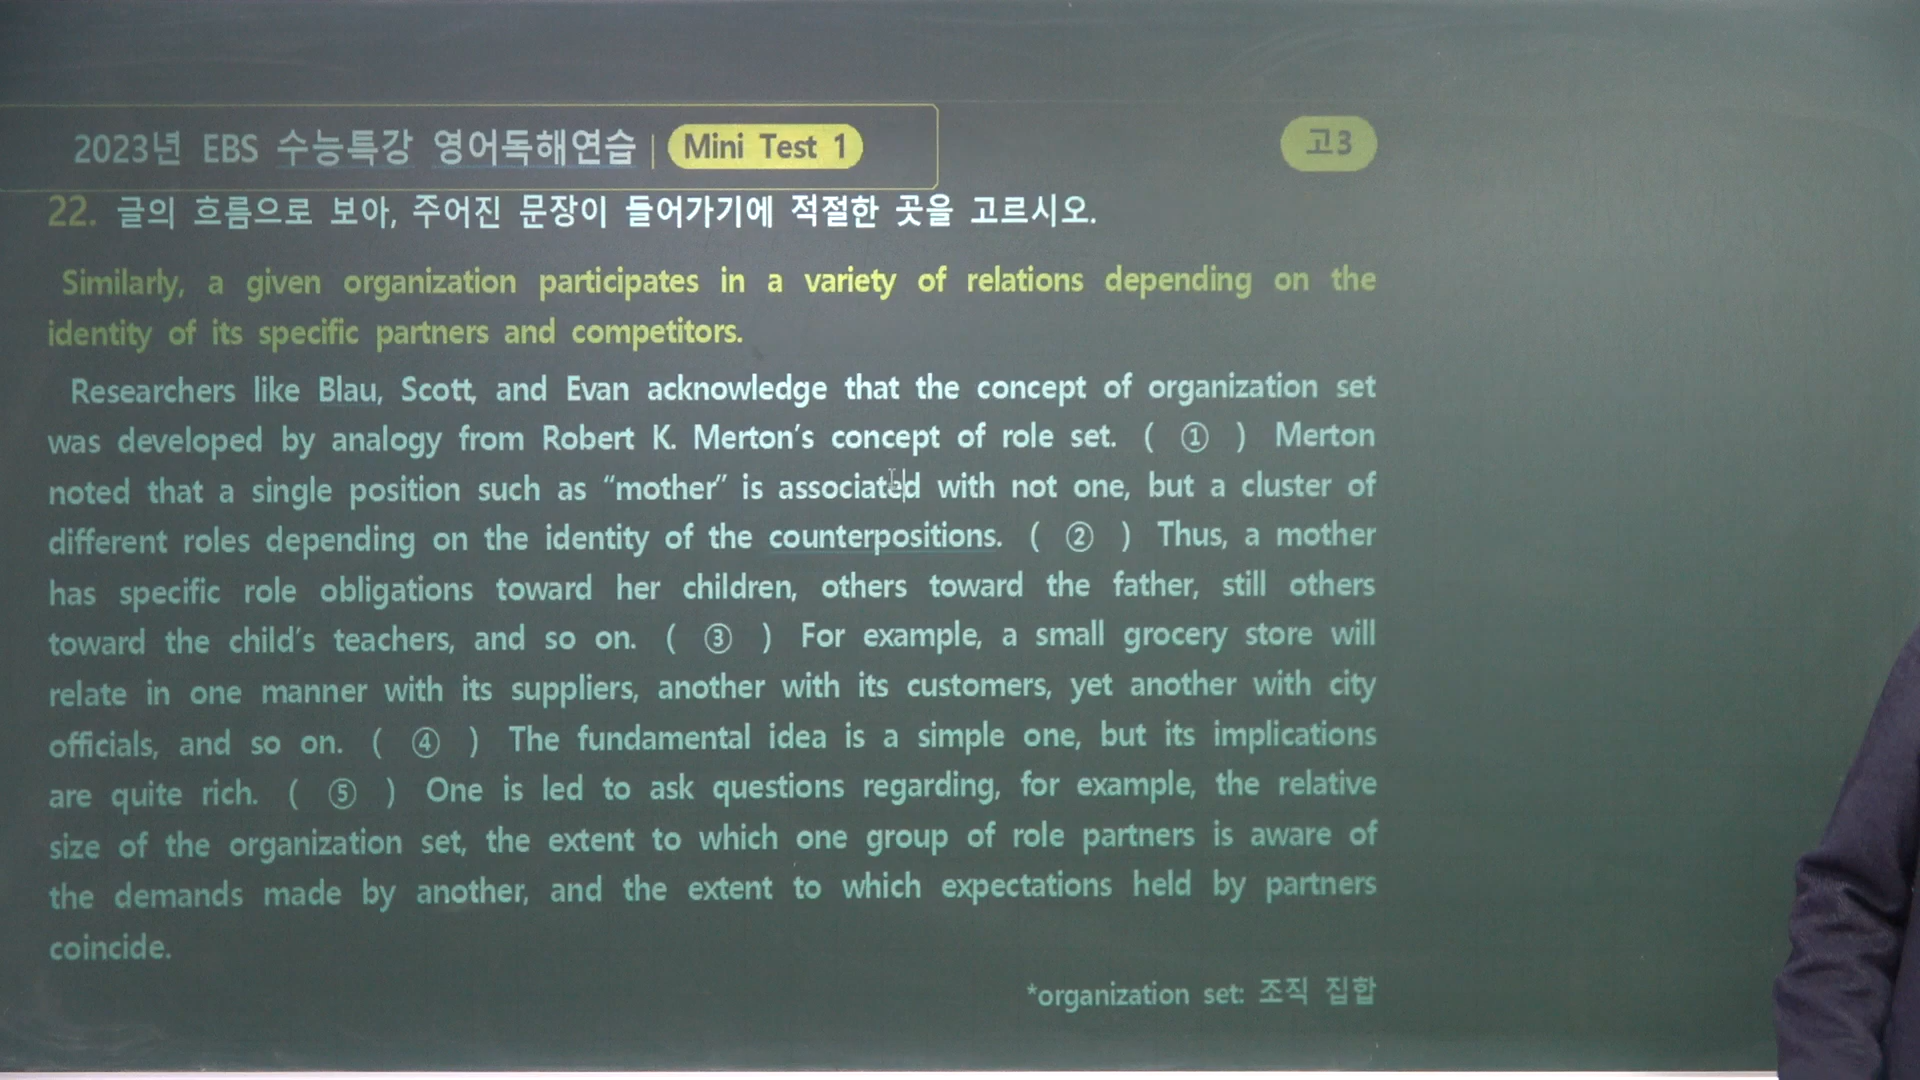 2023년 EBS 수능특강 영어독해연습 | Mini Test 1
고3
22. 글의 흐름으로 보아, 주어진 문장이 들어가기에 적절한 곳을 고르시오.
Similarly, a given organization participates in a variety of relations depending on the
identity of its specific partners and competitors.
Researchers like Blau, Scott, and Evan acknowledge that the concept of organization set
was developed by analogy from Robert K. Merton's concept of role set. ( ① ) Merton
noted that a single position such as “mother” is associated with not one, but a cluster of
different roles depending on the identity of the counterpositions. ( ② ) Thus, a mother
has specific role obligations toward her children, others toward the father, still others
toward the child's teachers, and so on. ( ③ ) For example, a small grocery store will
relate in one manner with its suppliers, another with its customers, yet another with city
officials, and so on. ( ④ ) The fundamental idea is a simple one, but its implications
are quite rich. ( ⑤ ) One is led to ask questions regarding, for example, the relative
size of the organization set, the extent to which one group of role partners is aware of
the demands made by another, and the extent to which expectations held by partners
coincide.
*organization set: 조직 집합